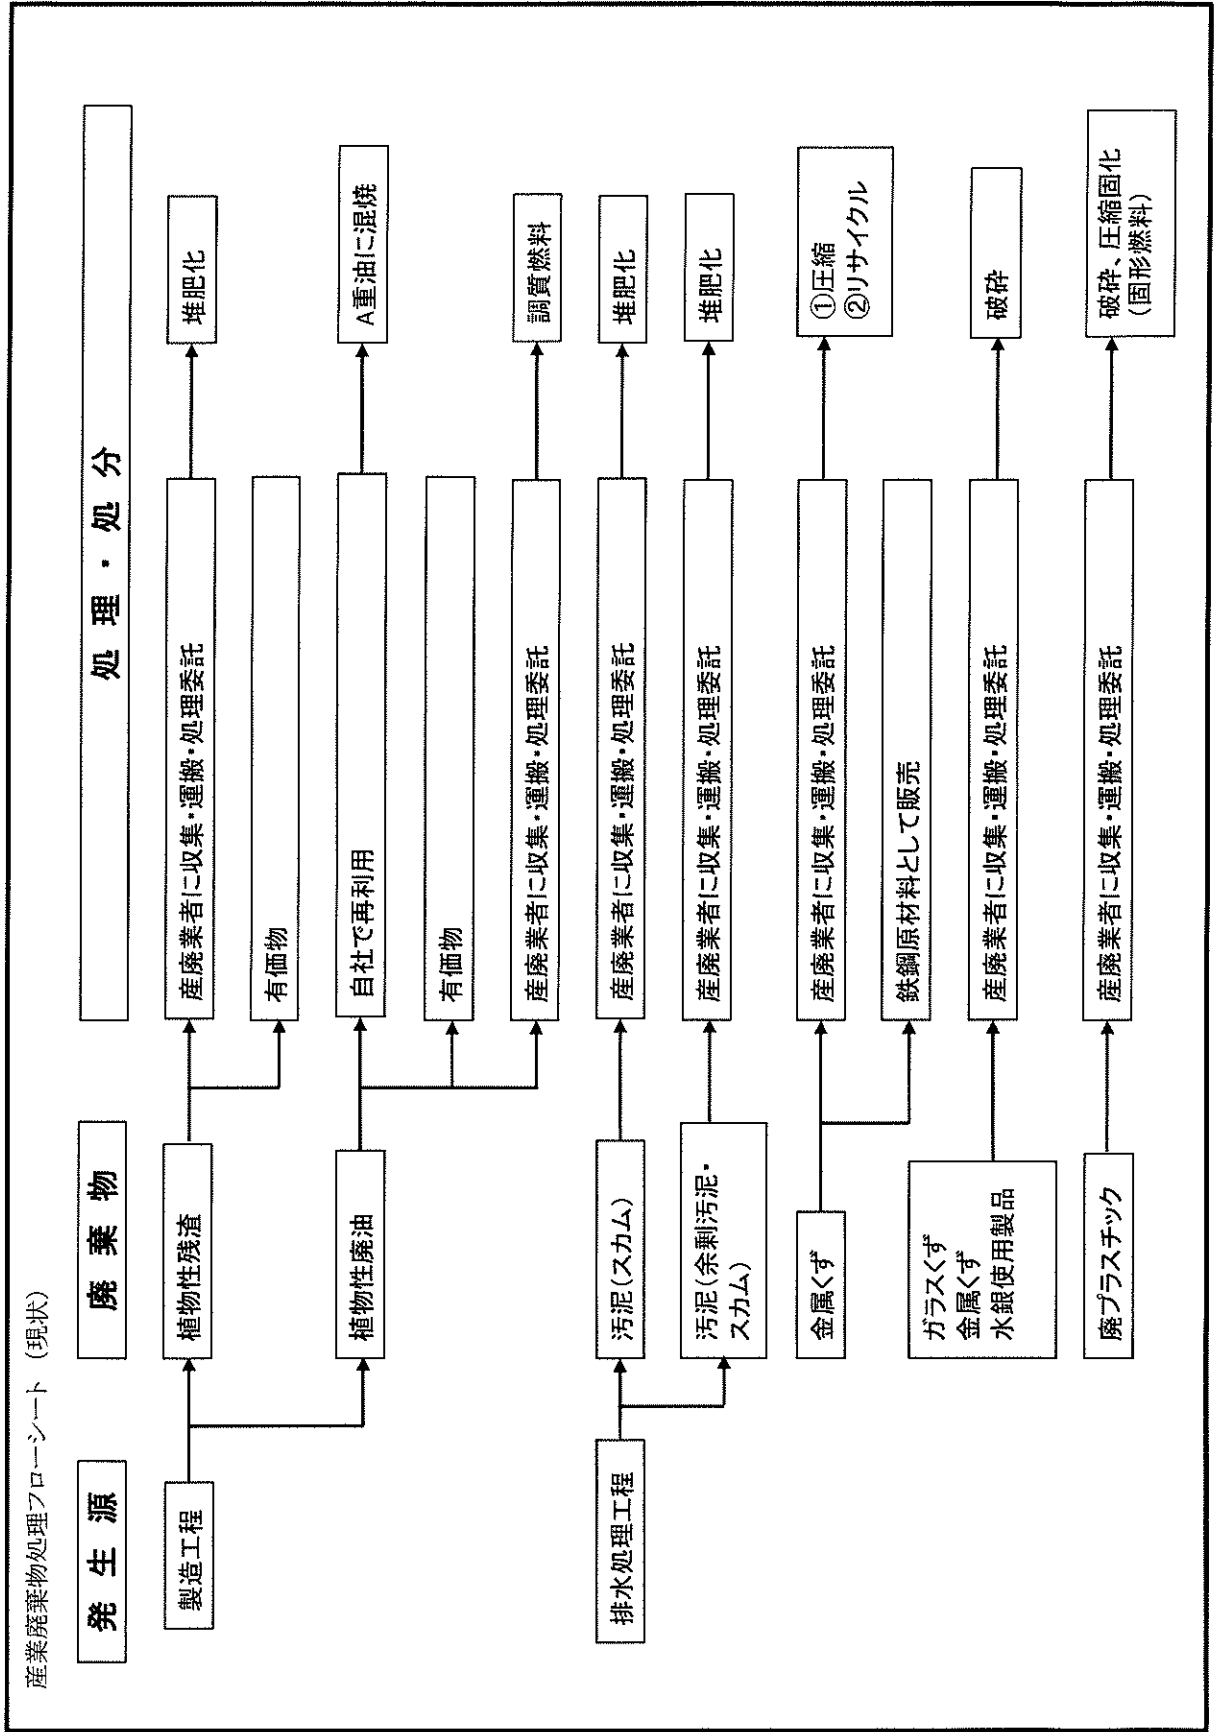 産業廃棄物処理フローシート (現状)
発生源
廃棄物
処理・処分
製造工程
植物性残渣
産廃業者に収集・運搬・処理委託
堆肥化
有価物
植物性廃油
自社で再利用
A重油に混焼
有価物
産廃業者に収集・運搬・処理委託
調質燃料
排水処理工程
汚泥(スカム)
産廃業者に収集・運搬・処理委託
堆肥化
汚泥(余剰汚泥・
スカム)
産廃業者に収集・運搬・処理委託
堆肥化
金属くず
産廃業者に収集・運搬・処理委託
①圧縮
②リサイクル
鉄鋼原材料として販売
ガラスくず
金属くず
水銀使用製品
産廃業者に収集・運搬・処理委託
破砕
廃プラスチック
産廃業者に収集・運搬・処理委託
破砕、圧縮固化
(固形燃料)